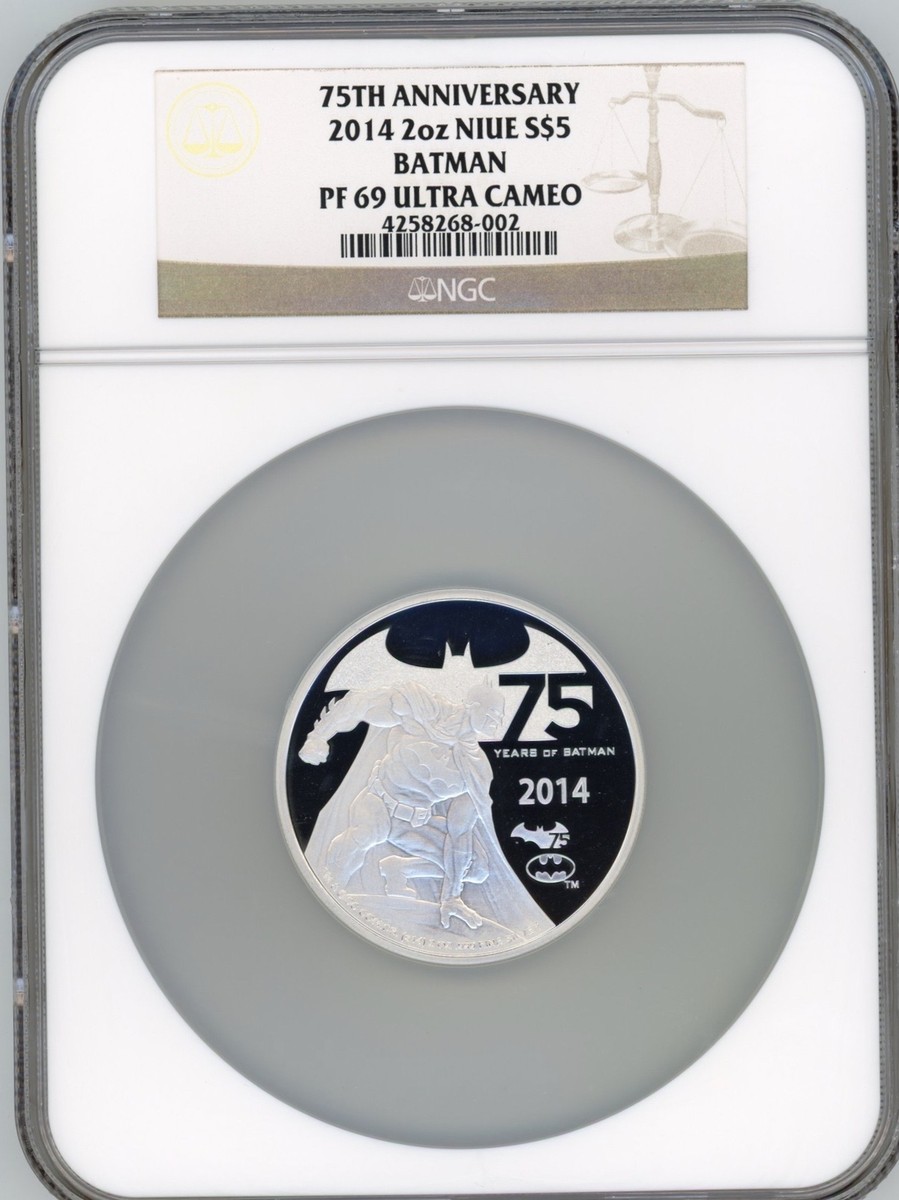 75TH ANNIVERSARY
2014 2oz NIUE S$5
BATMAN
PF 69 ULTRA CAMEO
4258268-002
NGC
75
YEARS OF BATMAN
2014
75
TM